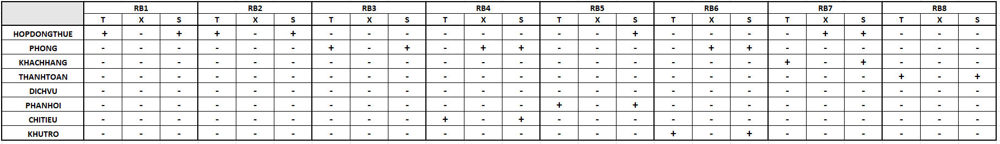 RB1 RB2 RB3 RB4 RB5 RB6 RB7 RB8
T X S T X S T X S T X S T X S T X S T X S T X S
HOPDONGTHUE + - + + - + - - - - - - - - + - - - - + + - - -
PHONG - - - - - - + - + - + + - - - - + + - - - - - -
KHACHHANG - - - - - - - - - - - - - - - - - - + - + - - -
THANHTOAN - - - - - - - - - - - - - - - - - - - - - + - +
DICHVU - - - - - - - - - - - - - - - - - - - - - - - -
PHANHOI - - - - - - - - - - - - + - + - - - - - - - - -
CHITIEU - - - - - - - - - + - + - - - - - - - - - - - -
KHUTRO - - - - - - - - - - - - - - - + - + - - - - - -